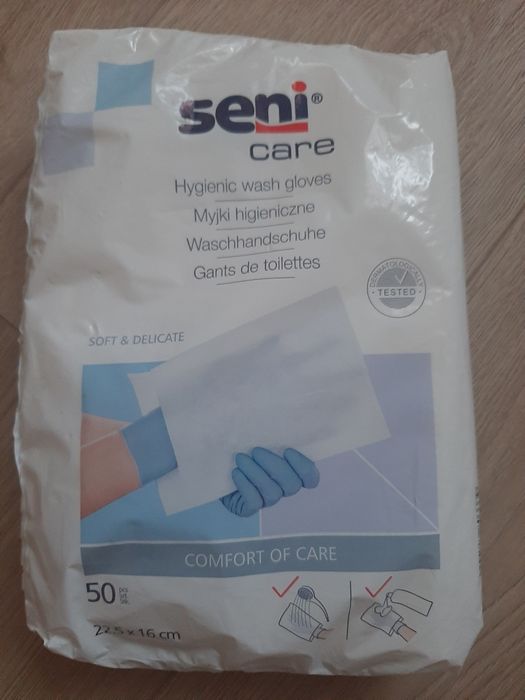 seni®
care
Hygienic wash gloves
Myjki higieniczne
Waschhandschuhe
Gants de toilettes
DERMATOLOGICALLY
TESTED
SOFT & DELICATE
COMFORT OF CARE
50
22.5 x 16 cm